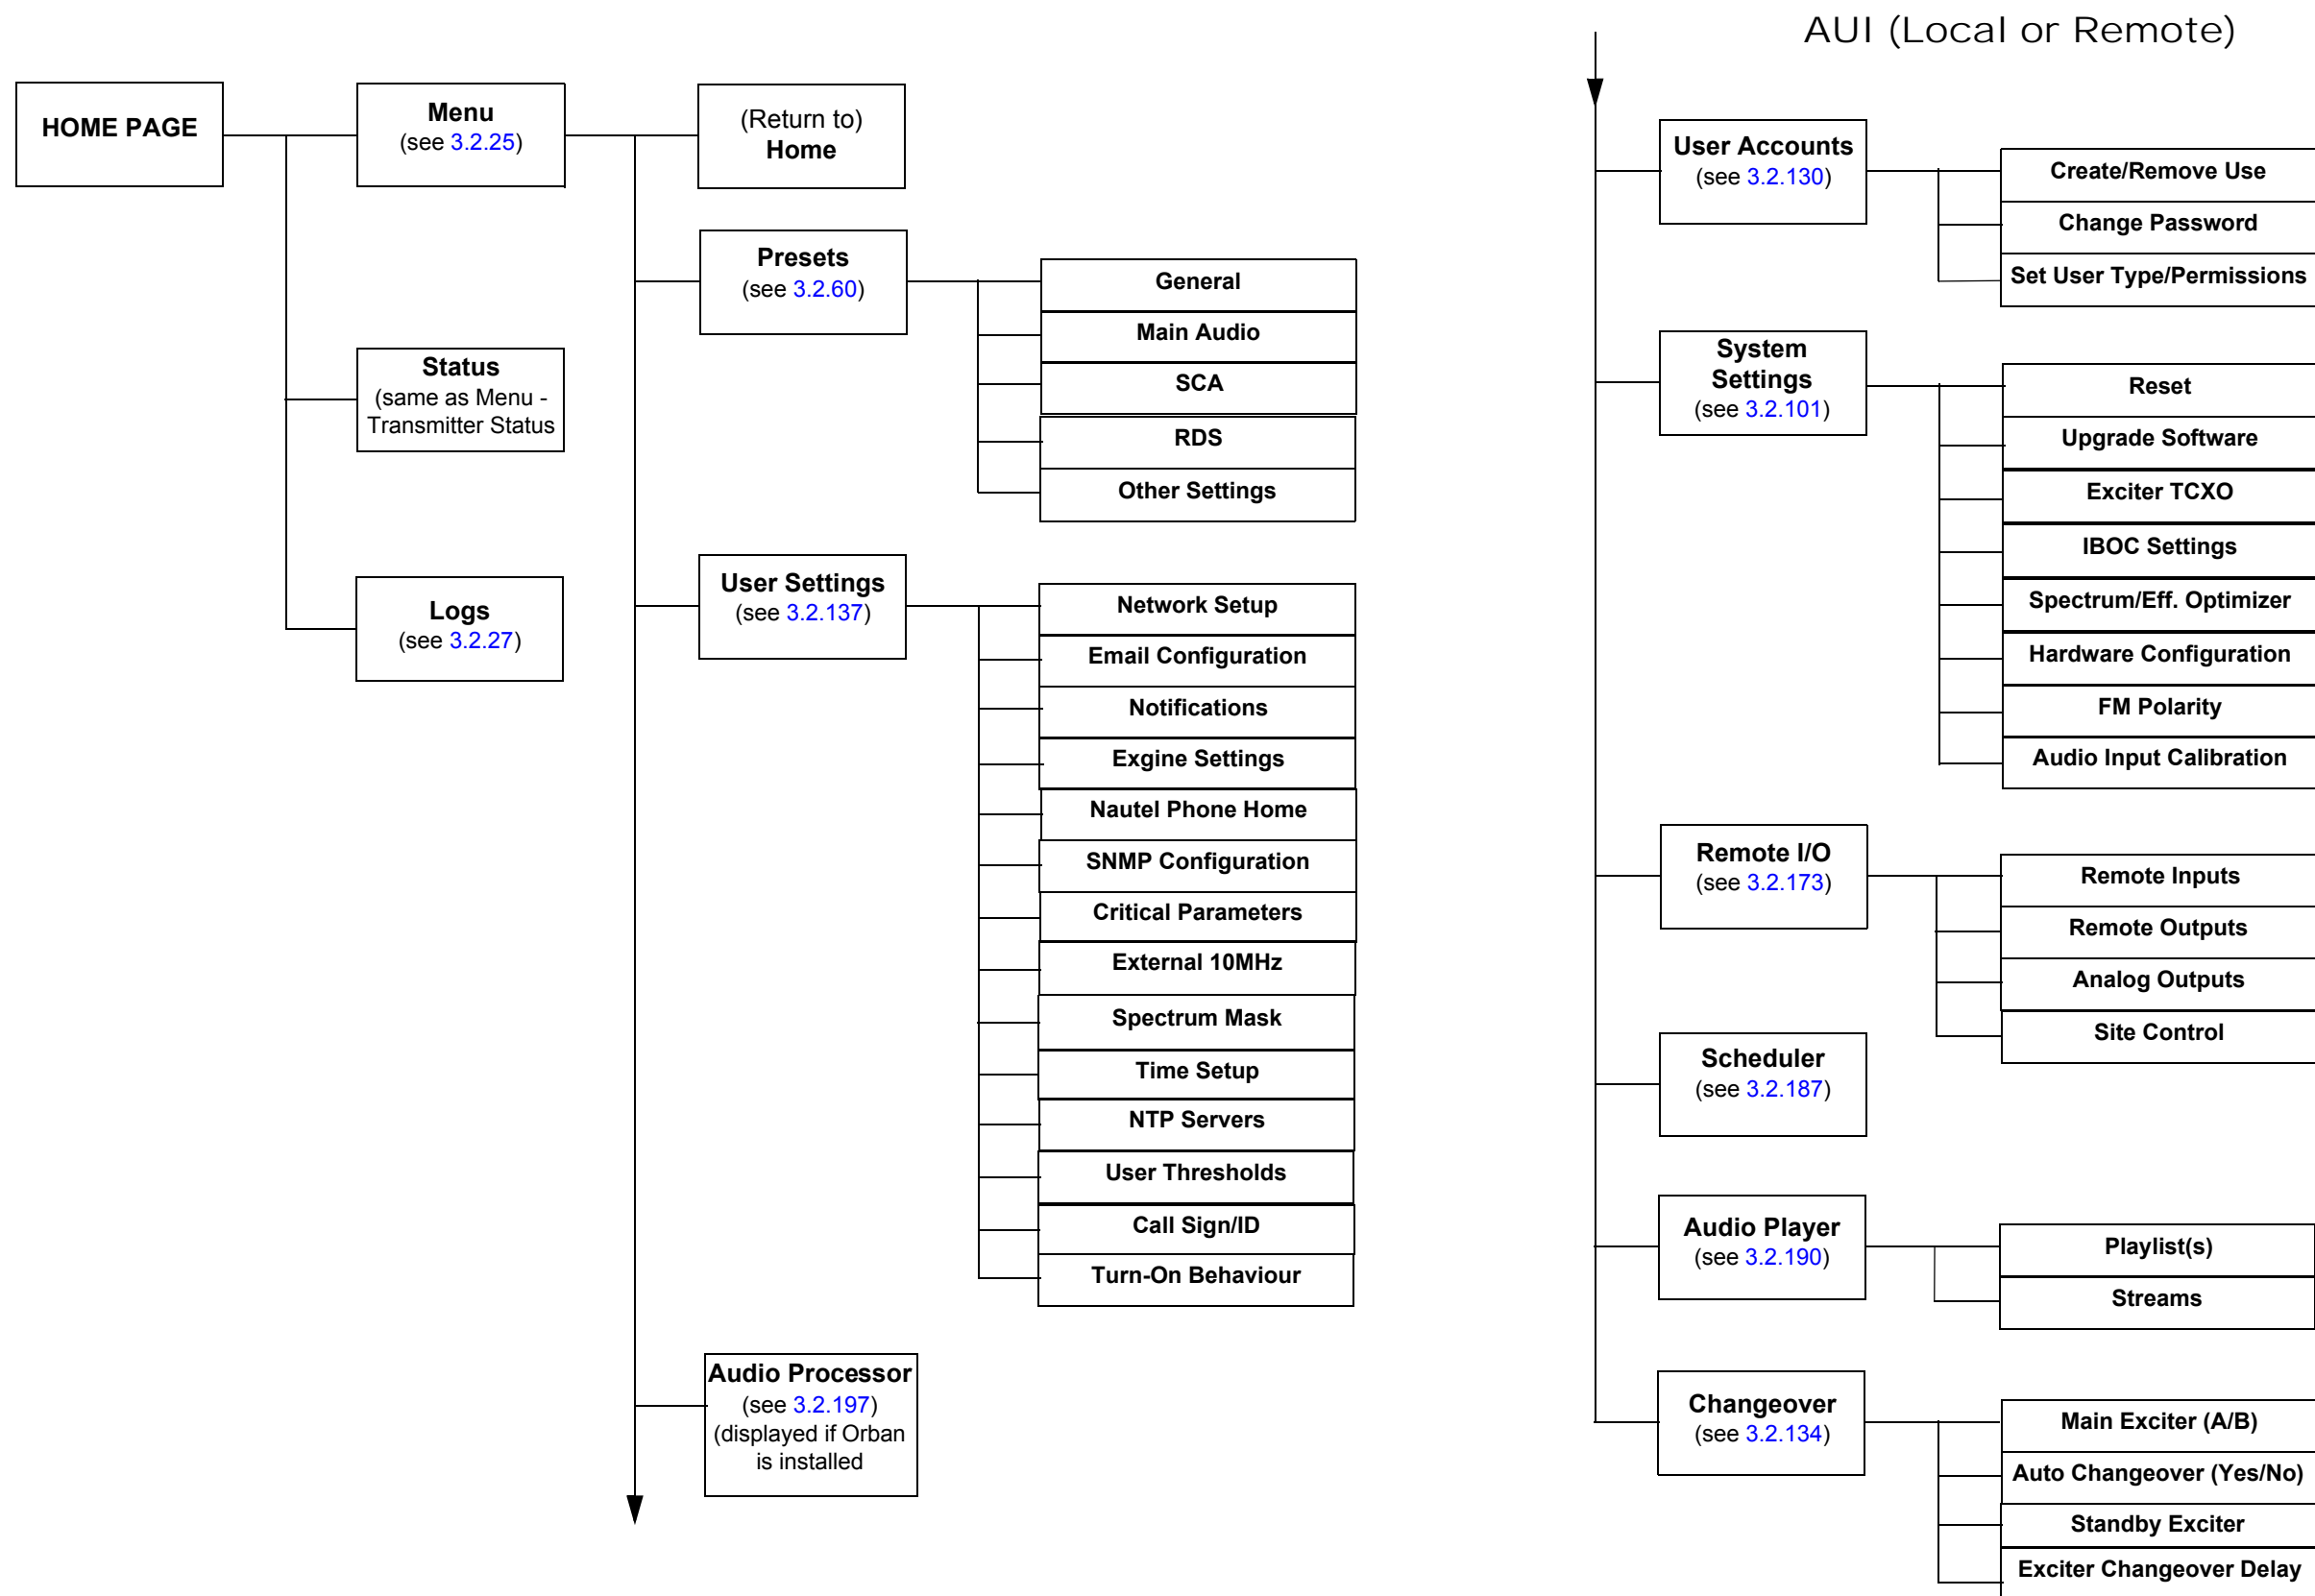 AUI (Local or Remote)
HOME PAGE
Menu
(see 3.2.25)
(Return to)
Home
Presets
(see 3.2.60)
General
Main Audio
SCA
RDS
Other Settings
Status
(same as Menu -
Transmitter Status
Logs
(see 3.2.27)
User Settings
(see 3.2.137)
Network Setup
Email Configuration
Notifications
Exgine Settings
Nautel Phone Home
SNMP Configuration
Critical Parameters
External 10MHz
Spectrum Mask
Time Setup
NTP Servers
User Thresholds
Call Sign/ID
Turn-On Behaviour
Audio Processor
(see 3.2.197)
(displayed if Orban
is installed
User Accounts
(see 3.2.130)
Create/Remove Use
Change Password
Set User Type/Permissions
System
Settings
(see 3.2.101)
Reset
Upgrade Software
Exciter TCXO
IBOC Settings
Spectrum/Eff. Optimizer
Hardware Configuration
FM Polarity
Audio Input Calibration
Remote I/O
(see 3.2.173)
Remote Inputs
Remote Outputs
Analog Outputs
Site Control
Scheduler
(see 3.2.187)
Audio Player
(see 3.2.190)
Playlist(s)
Streams
Changeover
(see 3.2.134)
Main Exciter (A/B)
Auto Changeover (Yes/No)
Standby Exciter
Exciter Changeover Delay